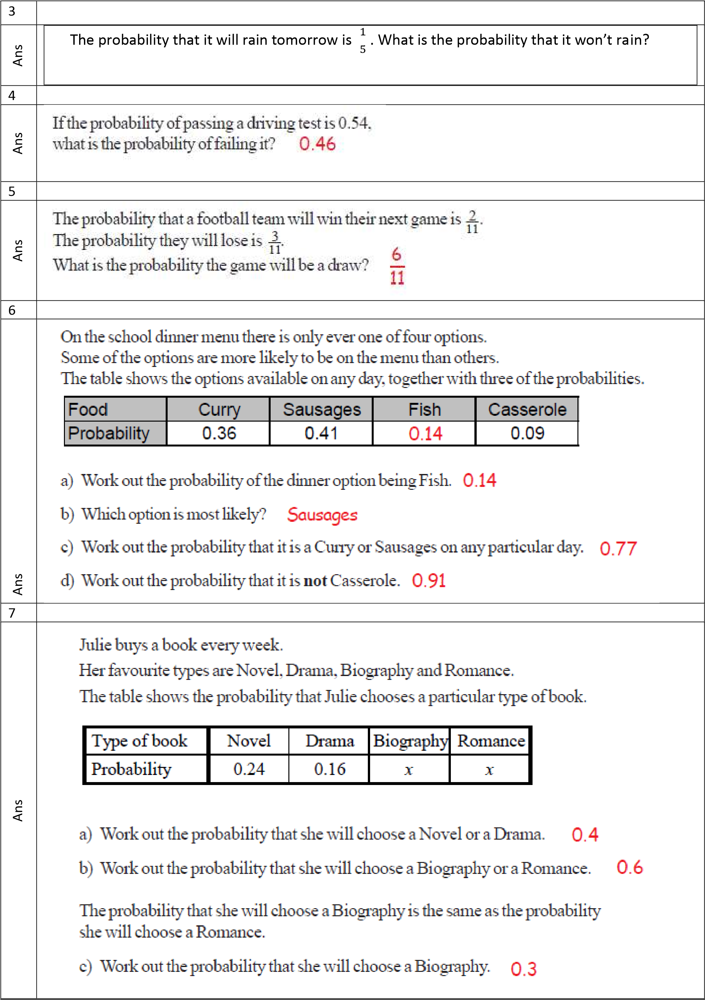 3
Ans
The probability that it will rain tomorrow is 1/5 . What is the probability that it won’t rain?
4
Ans
If the probability of passing a driving test is 0.54,
what is the probability of failing it? 0.46
5
Ans
The probability that a football team will win their next game is 2/11.
The probability they will lose is 3/11.
What is the probability the game will be a draw? 6/11
6
Ans
On the school dinner menu there is only ever one of four options.
Some of the options are more likely to be on the menu than others.
The table shows the options available on any day, together with three of the probabilities.
Food Curry Sausages Fish Casserole
Probability 0.36 0.41 0.14 0.09
a) Work out the probability of the dinner option being Fish. 0.14
b) Which option is most likely? Sausages
c) Work out the probability that it is a Curry or Sausages on any particular day. 0.77
d) Work out the probability that it is not Casserole. 0.91
7
Ans
Julie buys a book every week.
Her favourite types are Novel, Drama, Biography and Romance.
The table shows the probability that Julie chooses a particular type of book.
Type of book Novel Drama Biography Romance
Probability 0.24 0.16 x x
a) Work out the probability that she will choose a Novel or a Drama. 0.4
b) Work out the probability that she will choose a Biography or a Romance. 0.6
The probability that she will choose a Biography is the same as the probability
she will choose a Romance.
c) Work out the probability that she will choose a Biography. 0.3